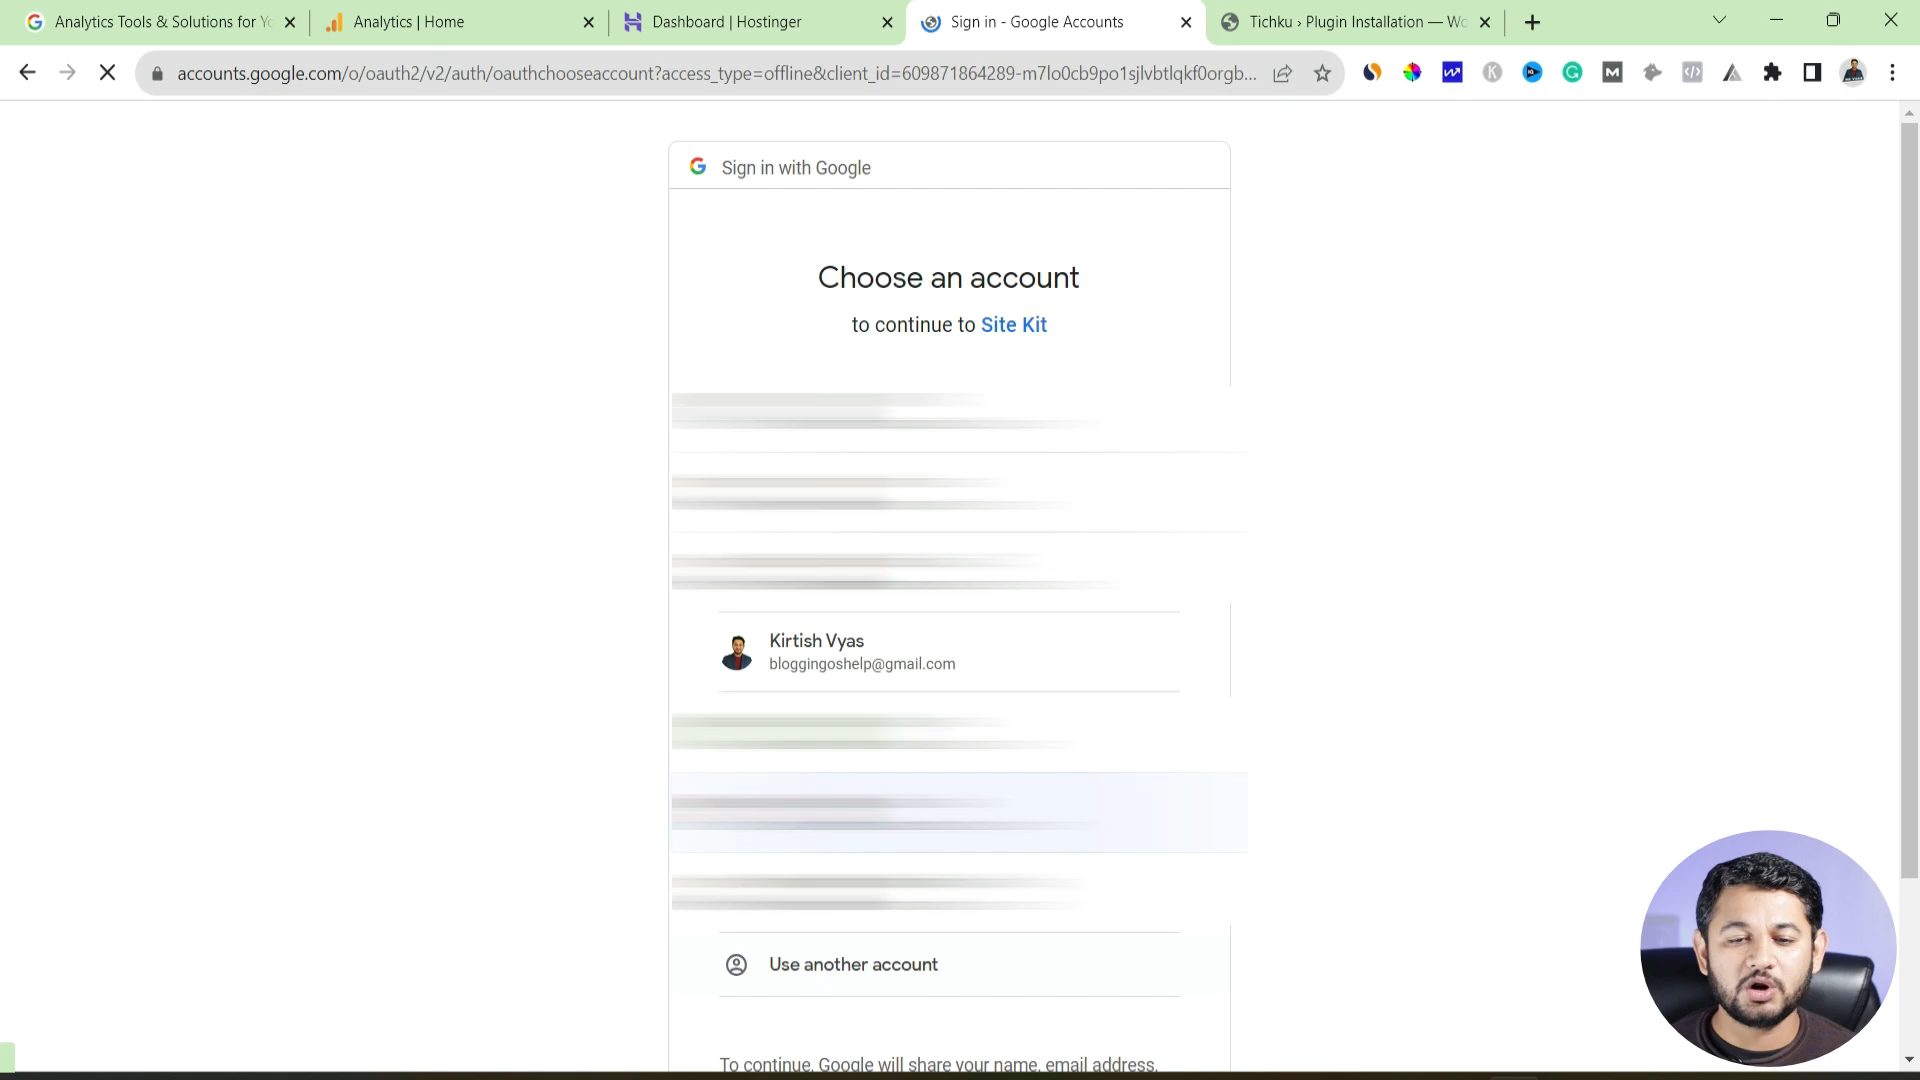 Analytics Tools & Solutions for Yo
Analytics | Home
Dashboard | Hostinger
Sign in - Google Accounts
Tichku › Plugin Installation — Wo
accounts.google.com/o/oauth2/v2/auth/oauthchooseaccount?access_type=offline&client_id=609871864289-m7lo0cb9po1sjlvbtlqkf0orgb...
Sign in with Google
Choose an account
to continue to Site Kit
Kirtish Vyas
bloggingoshelp@gmail.com
Use another account
To continue, Google will share your name, email address,